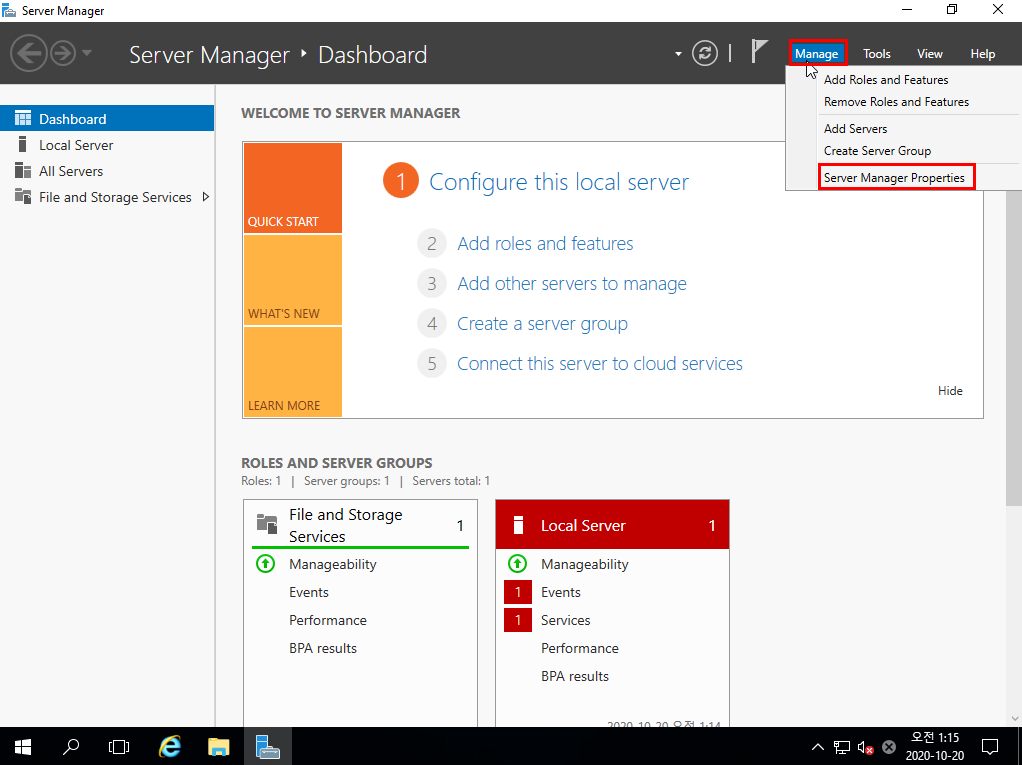 Server Manager
Server Manager ‣ Dashboard
Manage Tools View Help
Add Roles and Features
Remove Roles and Features
Add Servers
Create Server Group
Server Manager Properties
Dashboard
Local Server
All Servers
File and Storage Services
WELCOME TO SERVER MANAGER
QUICK START
WHAT'S NEW
LEARN MORE
1 Configure this local server
2 Add roles and features
3 Add other servers to manage
4 Create a server group
5 Connect this server to cloud services
Hide
ROLES AND SERVER GROUPS
Roles: 1 | Server groups: 1 | Servers total: 1
File and Storage
Services
1
Manageability
Events
Performance
BPA results
Local Server 1
Manageability
1 Events
1 Services
Performance
BPA results
2020-10-20 오전 1:14
오전 1:15
2020-10-20